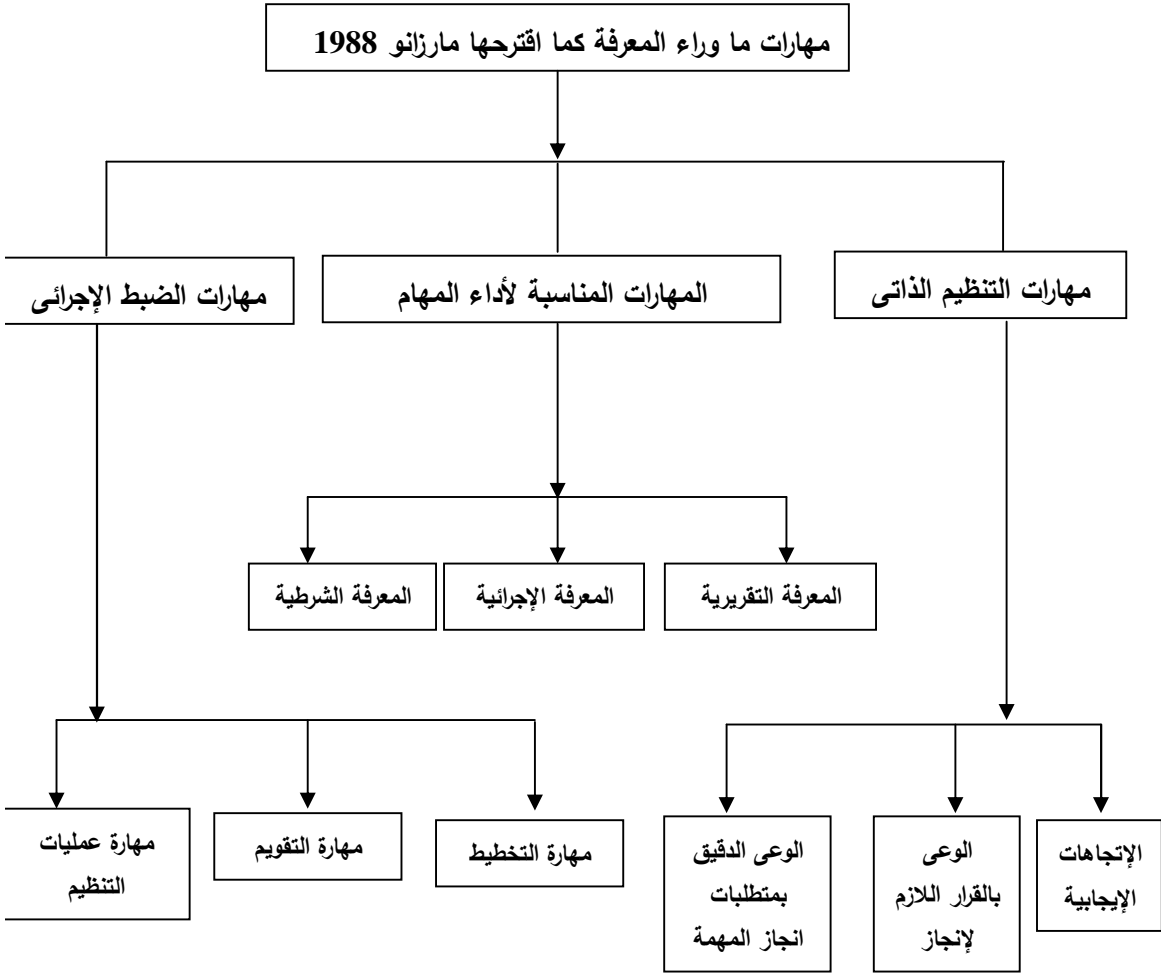 مهارات ما وراء المعرفة كما اقترحها مارزانو 1988
مهارات التنظيم الذاتى
المهارات المناسبة لأداء المهام
مهارات الضبط الإجرائى
المعرفة التقريرية
المعرفة الإجرائية
المعرفة الشرطية
الإتجاهات
الإيجابية
الوعى
بالقرار اللازم
لإنجاز
الوعى الدقيق
بمتطلبات
انجاز المهمة
مهارة التخطيط
مهارة التقويم
مهارة عمليات
التنظيم